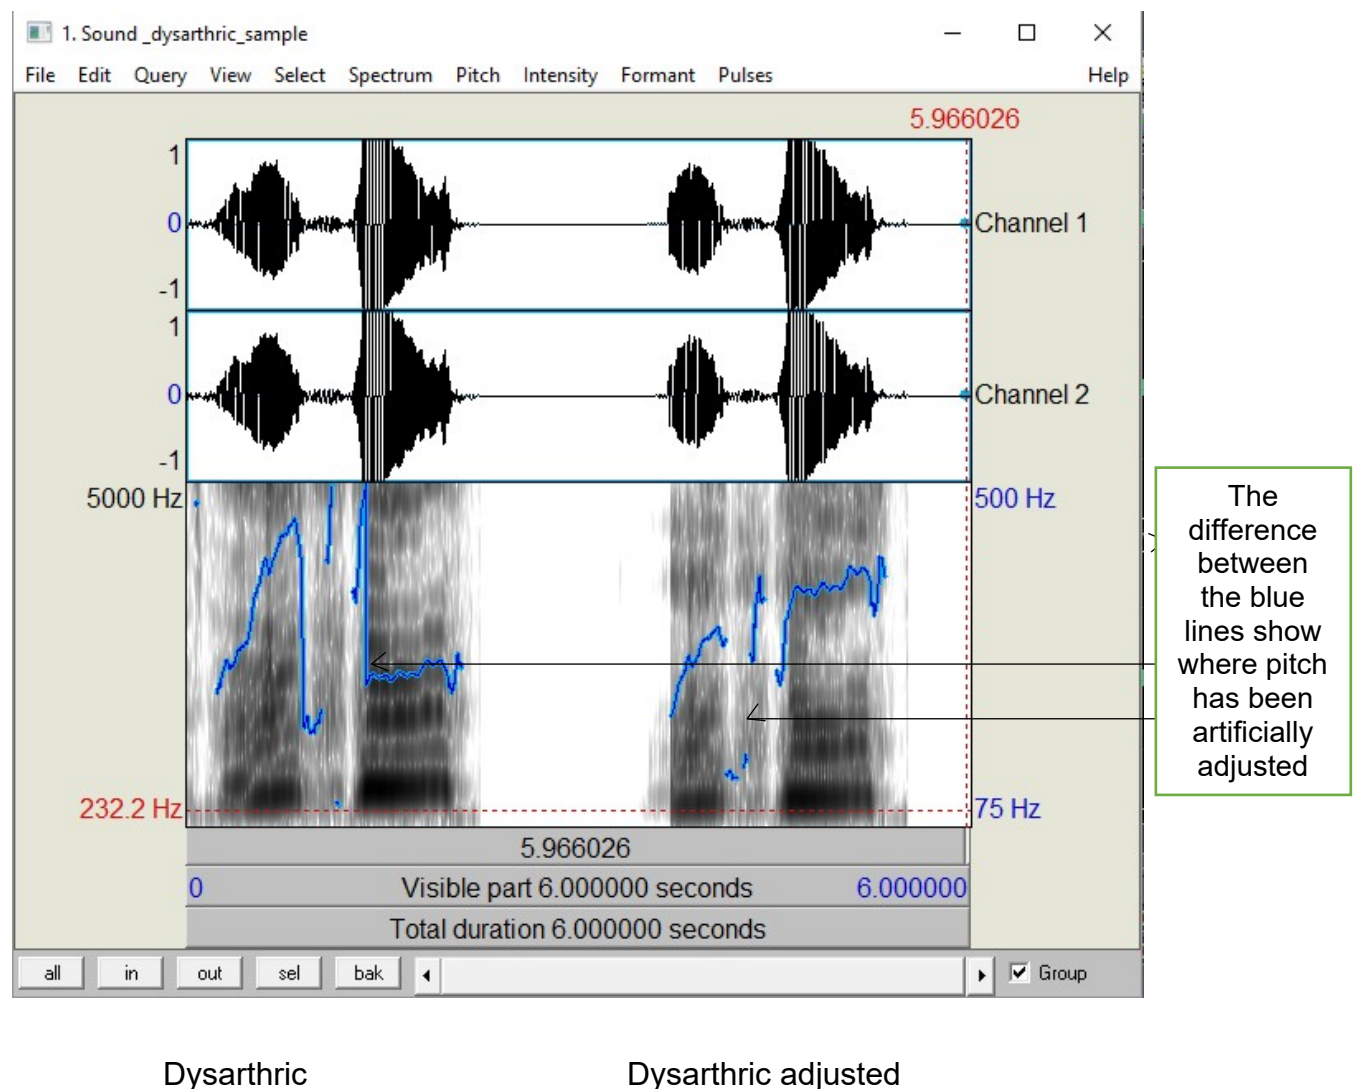 1. Sound _dysarthric_sample
File Edit Query View Select Spectrum Pitch Intensity Formant Pulses Help
5.966026
1
0
-1
Channel 1
1
0
-1
Channel 2
5000 Hz
500 Hz
232.2 Hz
75 Hz
5.966026
0 Visible part 6.000000 seconds 6.000000
Total duration 6.000000 seconds
all in out sel bak Group
The
difference
between
the blue
lines show
where pitch
has been
artificially
adjusted
Dysarthric Dysarthric adjusted